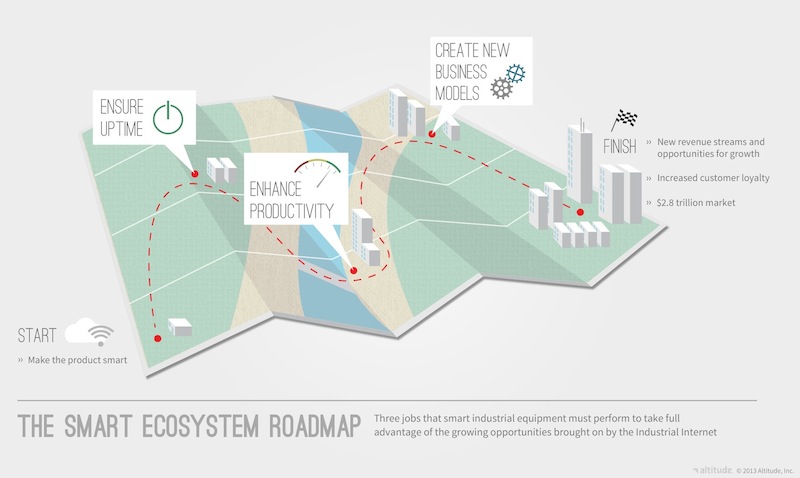 CREATE NEW
BUSINESS
MODELS
ENSURE
UPTIME
ENHANCE
PRODUCTIVITY
FINISH
›› New revenue streams and
opportunities for growth
›› Increased customer loyalty
›› $2.8 trillion market
START
›› Make the product smart
THE SMART ECOSYSTEM ROADMAP
Three jobs that smart industrial equipment must perform to take full
advantage of the growing opportunities brought on by the Industrial Internet
altitude © 2013 Altitude, Inc.